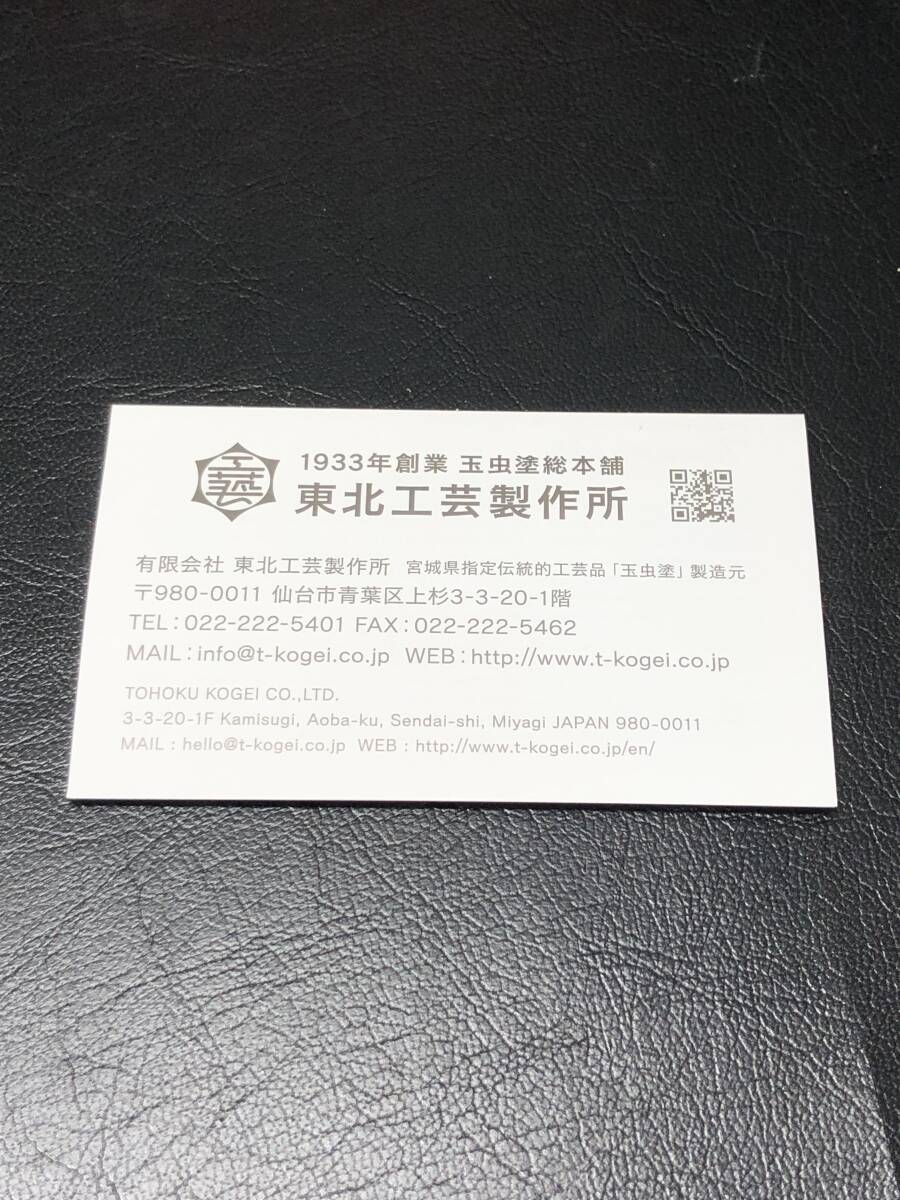 工藝
1933年創業 玉虫塗総本舗
東北工芸製作所
有限会社 東北工芸製作所 宮城県指定伝統的工芸品「玉虫塗」製造元
〒980-0011 仙台市青葉区上杉3-3-20-1階
TEL：022-222-5401 FAX：022-222-5462
MAIL：info@t-kogei.co.jp WEB：http://www.t-kogei.co.jp
TOHOKU KOGEI CO.,LTD.
3-3-20-1F Kamisugi, Aoba-ku, Sendai-shi, Miyagi JAPAN 980-0011
MAIL : hello@t-kogei.co.jp WEB : http://www.t-kogei.co.jp/en/